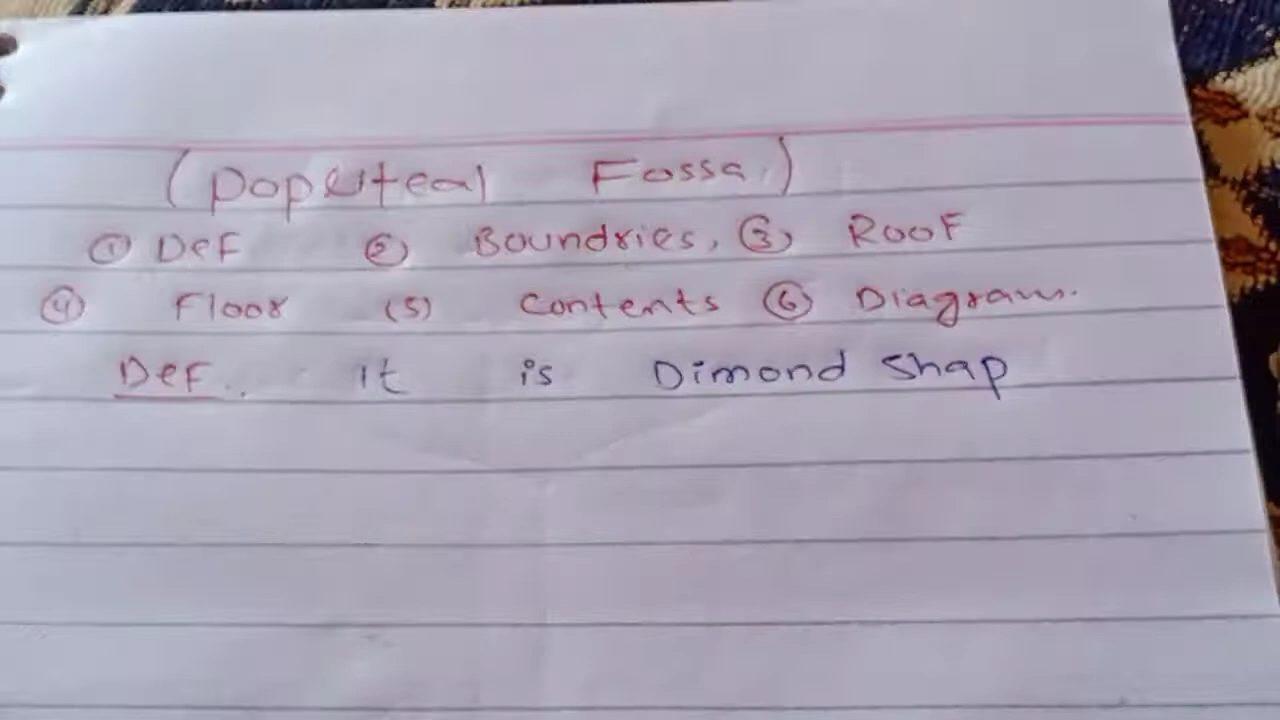 (popliteal Fossa)
① DeF ② Boundries, ③ RooF
④ Floor (5) Contents ⑥ Diagram.
DeF. it is Dimond Shap